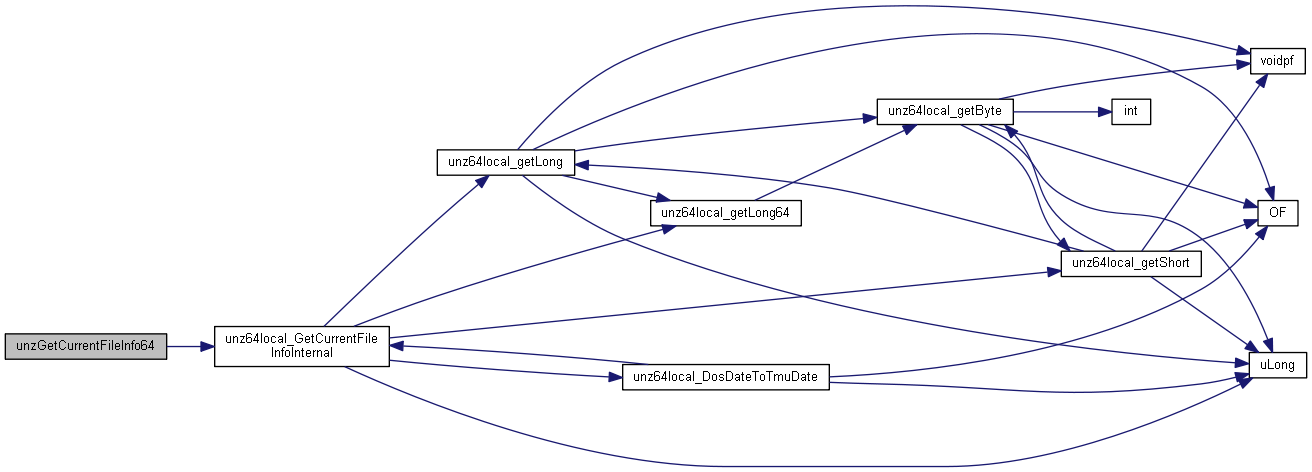 voidpf
unz64local_getByte
int
unz64local_getLong
unz64local_getLong64
OF
unz64local_getShort
unzGetCurrentFileInfo64
unz64local_GetCurrentFile
InfoInternal
unz64local_DosDateToTmuDate
uLong